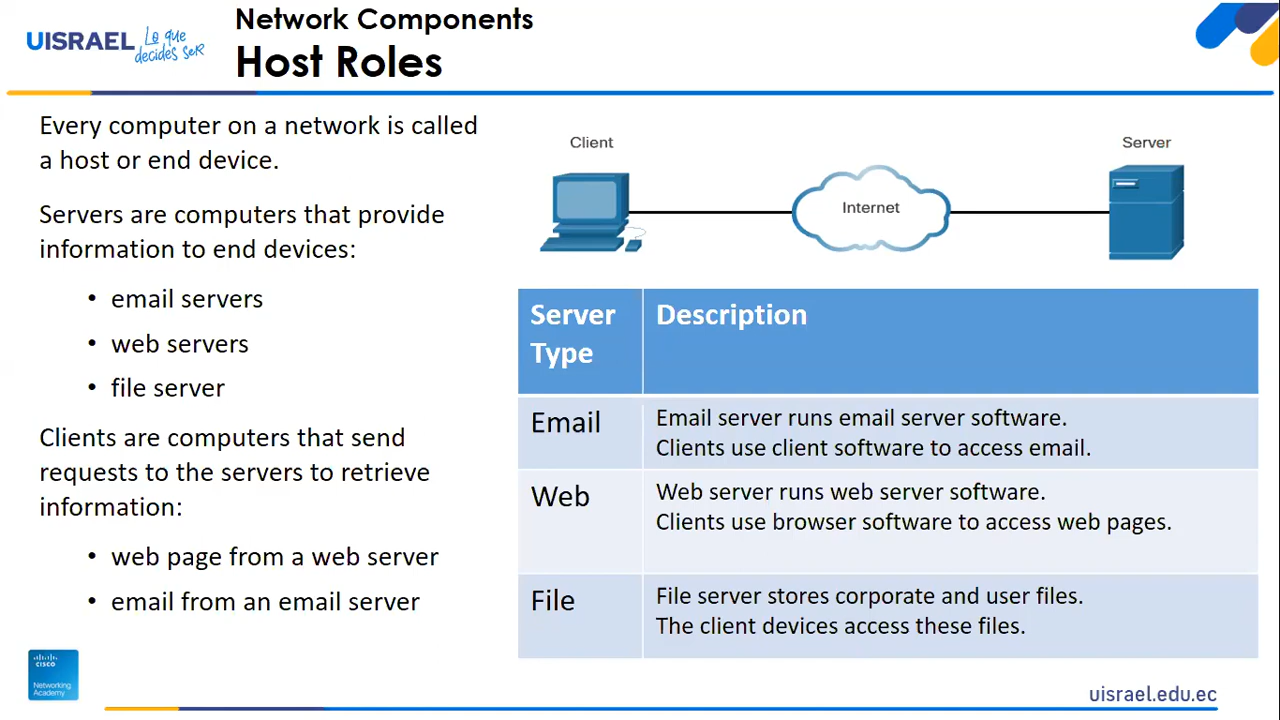 UISRAEL
Lo que
decides seR
Network Components
Host Roles
Every computer on a network is called
a host or end device.
Servers are computers that provide
information to end devices:
• email servers
• web servers
• file server
Clients are computers that send
requests to the servers to retrieve
information:
• web page from a web server
• email from an email server
Client
Internet
Server
Server Type
Description
Email
Email server runs email server software.
Clients use client software to access email.
Web
Web server runs web server software.
Clients use browser software to access web pages.
File
File server stores corporate and user files.
The client devices access these files.
CISCO
Networking
Academy
uisrael.edu.ec